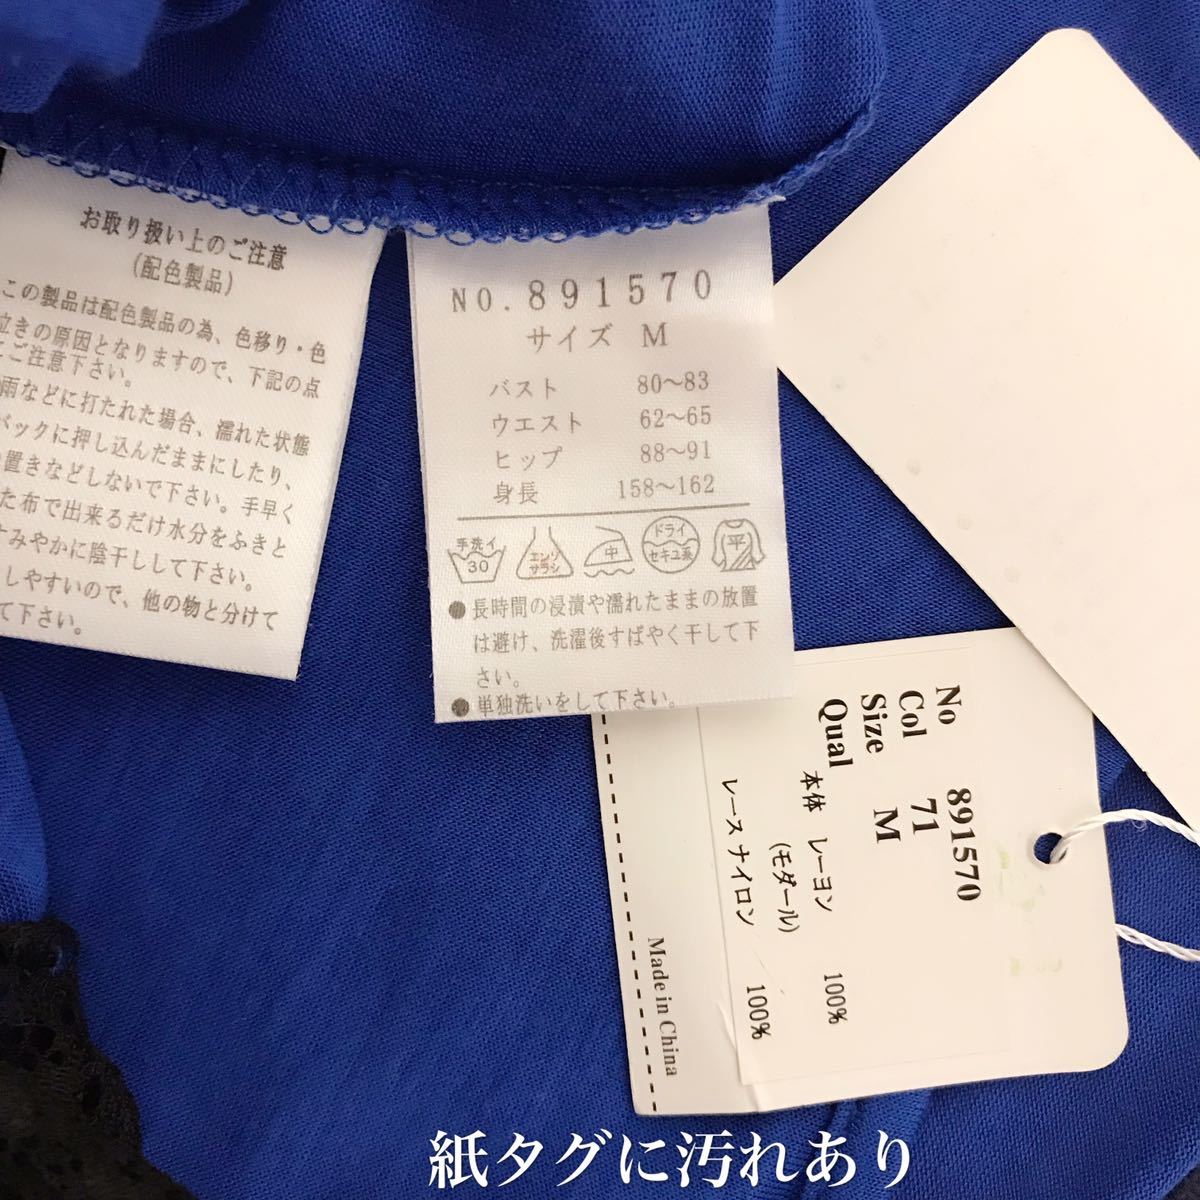 お取り扱い上のご注意
(配色製品)
この製品は配色製品の為、色移り・色
泣きの原因となりますので、下記の点
ご注意下さい。
雨などに打たれた場合、濡れた状態
バックに押し込んだままにしたり、
置きなどしないで下さい。手早く
た布で出来るだけ水分をふきと
すみやかに陰干しして下さい。
しやすいので、他の物と分けて
て下さい。
NO.891570
サイズ M
バスト 80～83
ウエスト 62～65
ヒップ 88～91
身長 158～162
手洗イ 30
エンソ サラシ
中
ドライ セキユ系
平
●長時間の浸漬や濡れたままの放置
は避け、洗濯後すばやく干して下
さい。
●単独洗いをして下さい。
No 891570
Col 71
Size M
Qual
本体 レーヨン 100%
(モダール)
レース ナイロン 100%
Made in China
紙タグに汚れあり